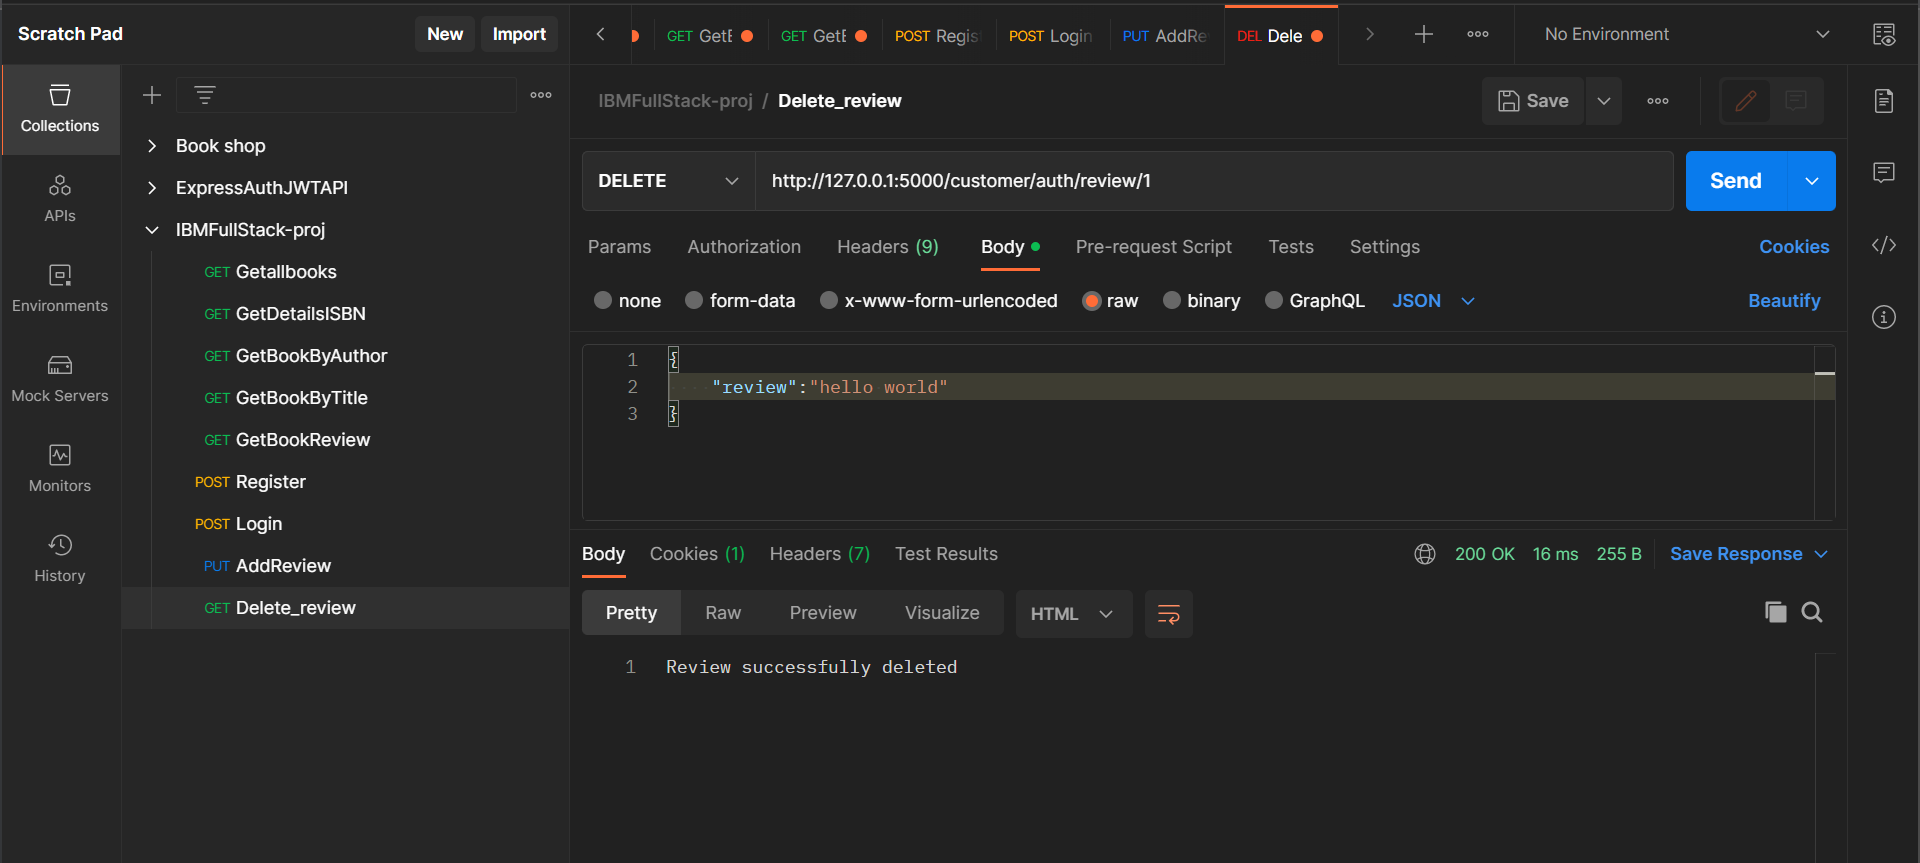 Scratch Pad
New
Import
GET GetB
GET GetB
POST Regis
POST Login
PUT AddRe
DEL Dele
No Environment
Collections
APIs
Environments
Mock Servers
Monitors
History
Book shop
ExpressAuthJWTAPI
IBMFullStack-proj
GET Getallbooks
GET GetDetailsISBN
GET GetBookByAuthor
GET GetBookByTitle
GET GetBookReview
POST Register
POST Login
PUT AddReview
GET Delete_review
IBMFullStack-proj / Delete_review
Save
DELETE
http://127.0.0.1:5000/customer/auth/review/1
Send
Params Authorization Headers (9) Body Pre-request Script Tests Settings Cookies
none form-data x-www-form-urlencoded raw binary GraphQL JSON Beautify
1 {
2 "review":"hello world"
3 }
Body Cookies (1) Headers (7) Test Results 200 OK 16 ms 255 B Save Response
Pretty Raw Preview Visualize HTML
1 Review successfully deleted